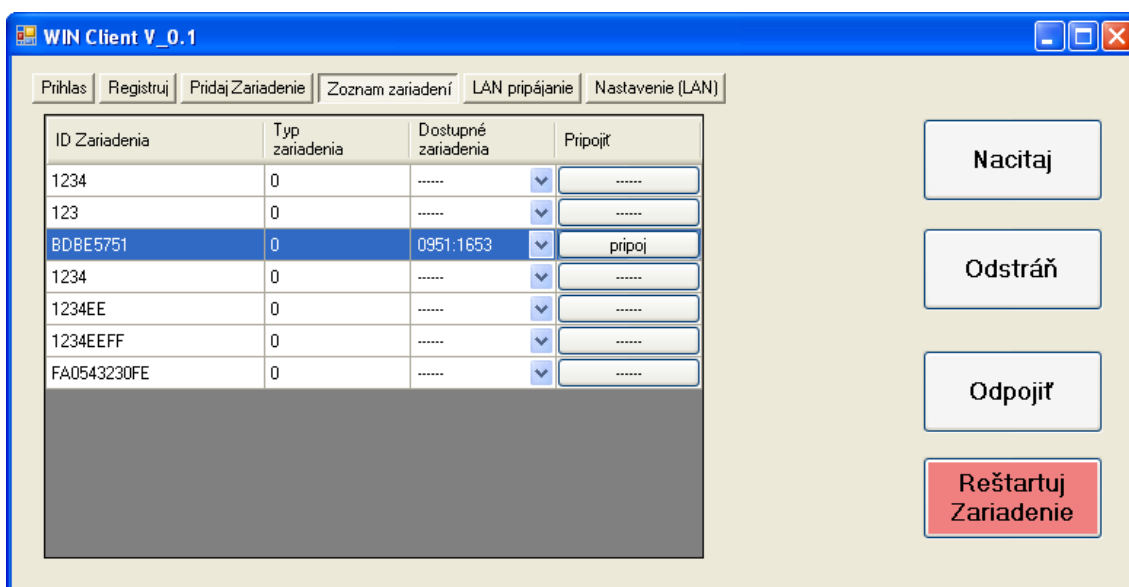 WIN Client V_0.1
Prihlas Registruj Pridaj Zariadenie Zoznam zariadení LAN pripájanie Nastavenie (LAN)
ID Zariadenia Typ zariadenia Dostupné zariadenia Pripojiť
1234 0 ------ ------
123 0 ------ ------
BDBE5751 0 0951:1653 pripoj
1234 0 ------ ------
1234EE 0 ------ ------
1234EEFF 0 ------ ------
FA0543230FE 0 ------ ------
Nacitaj
Odstráň
Odpojiť
Reštartuj
Zariadenie